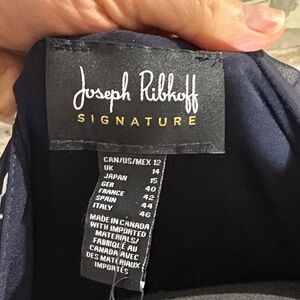 Joseph Ribkoff
SIGNATURE
CAN/US/MEX 12
UK 14
JAPAN 15
GER 40
FRANCE 42
SPAIN 44
ITALY 46
MADE IN CANADA
WITH IMPORTED
MATERIALS/
FABRIQUÉ AU
CANADA AVEC
DES MATÉRIAUX
IMPORTÉS